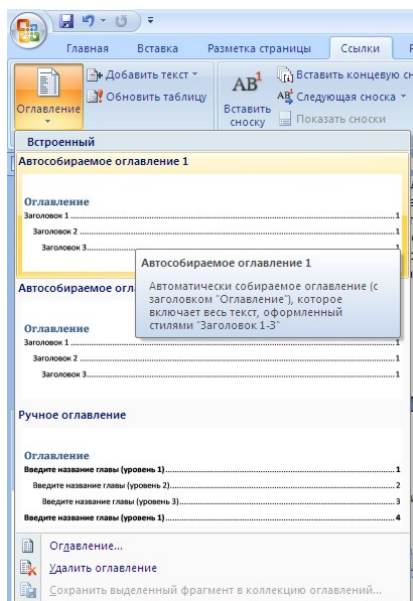 Главная Вставка Разметка страницы Ссылки
Добавить текст
Обновить таблицу
Оглавление
AB¹
Вставить сноску
Вставить концевую
Следующая сноска
Показать сноски
Встроенный
Автособираемое оглавление 1
Оглавление
Заголовок 1 1
Заголовок 2 1
Заголовок 3 1
Автособираемое оглавление 1
Автоматически собираемое оглавление (с
заголовком "Оглавление"), которое
включает весь текст, оформленный
стилями "Заголовок 1-3"
Автособираемое
Оглавление
Заголовок 1 1
Заголовок 2 1
Заголовок 3 1
Ручное оглавление
Оглавление
Введите название главы (уровень 1) 1
Введите название главы (уровень 2) 2
Введите название главы (уровень 3) 3
Введите название главы (уровень 1) 4
Оглавление...
Удалить оглавление
Сохранить выделенный фрагмент в коллекцию оглавлений...